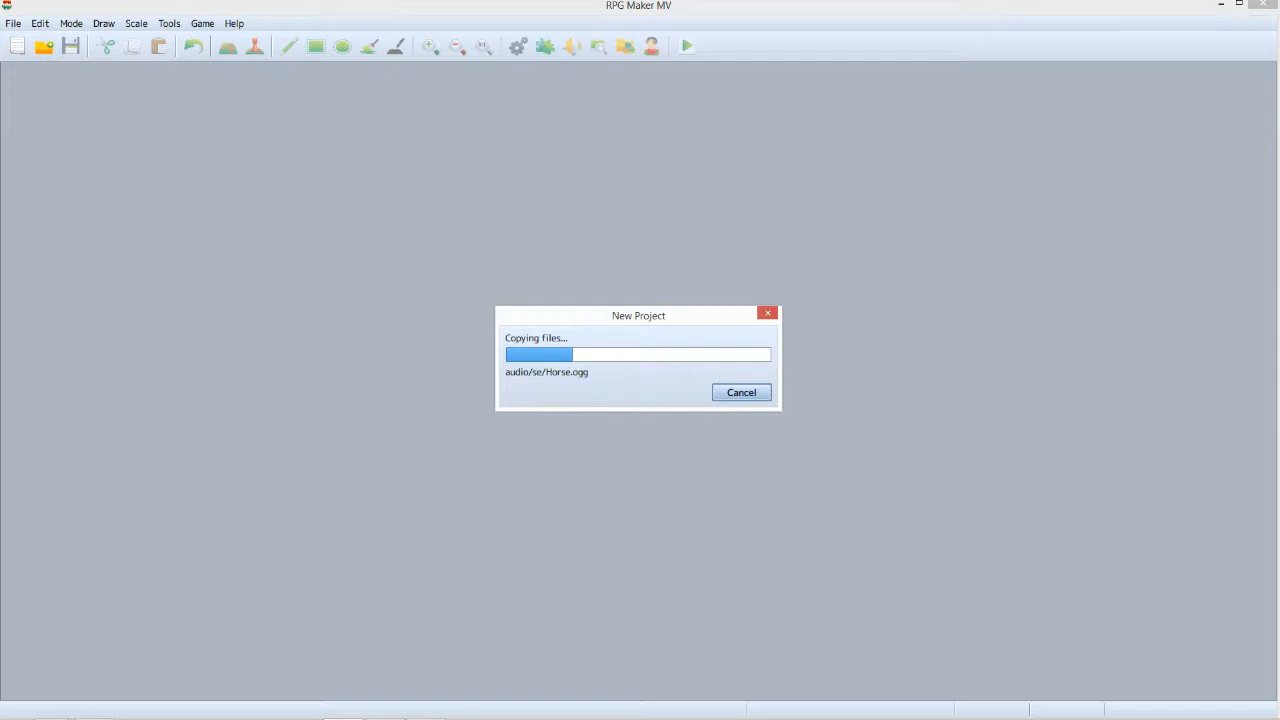 RPG Maker MV
File Edit Mode Draw Scale Tools Game Help
New Project
Copying files...
audio/se/Horse.ogg
Cancel